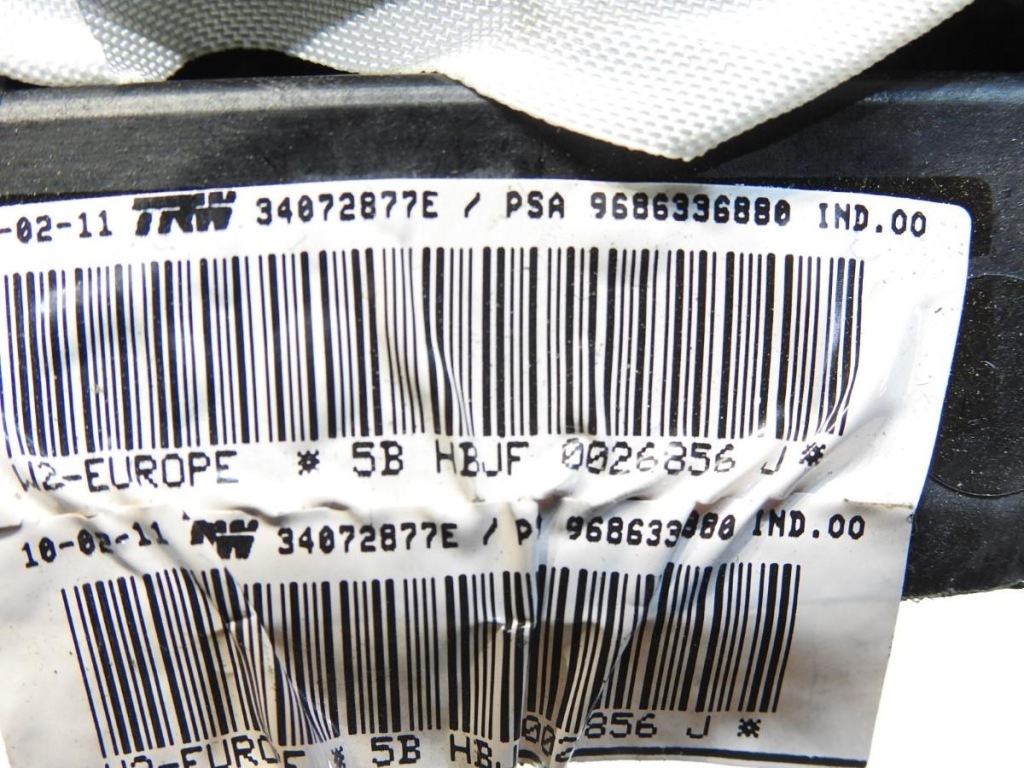 -02-11 TRW 34072877E / PSA 9686336880 IND.00
W2-EUROPE * 5B HBJF 0026856 J *
10-02-11 TRW 34072877E / IND.00
5B 856 J *